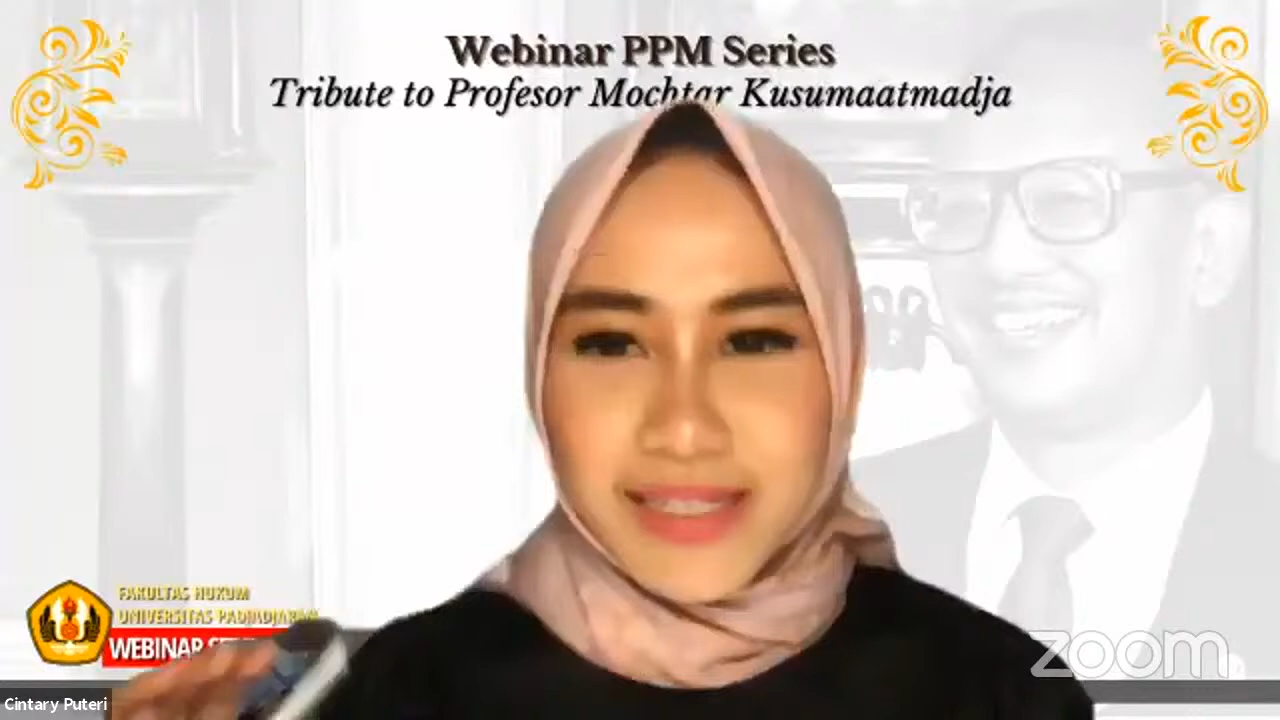 Webinar PPM Series
Tribute to Profesor Mochtar Kusumaatmadja
FAKULTAS HUKUM
UNIVERSITAS PADJADJARAN
WEBINAR
Cintary Puteri
zoom